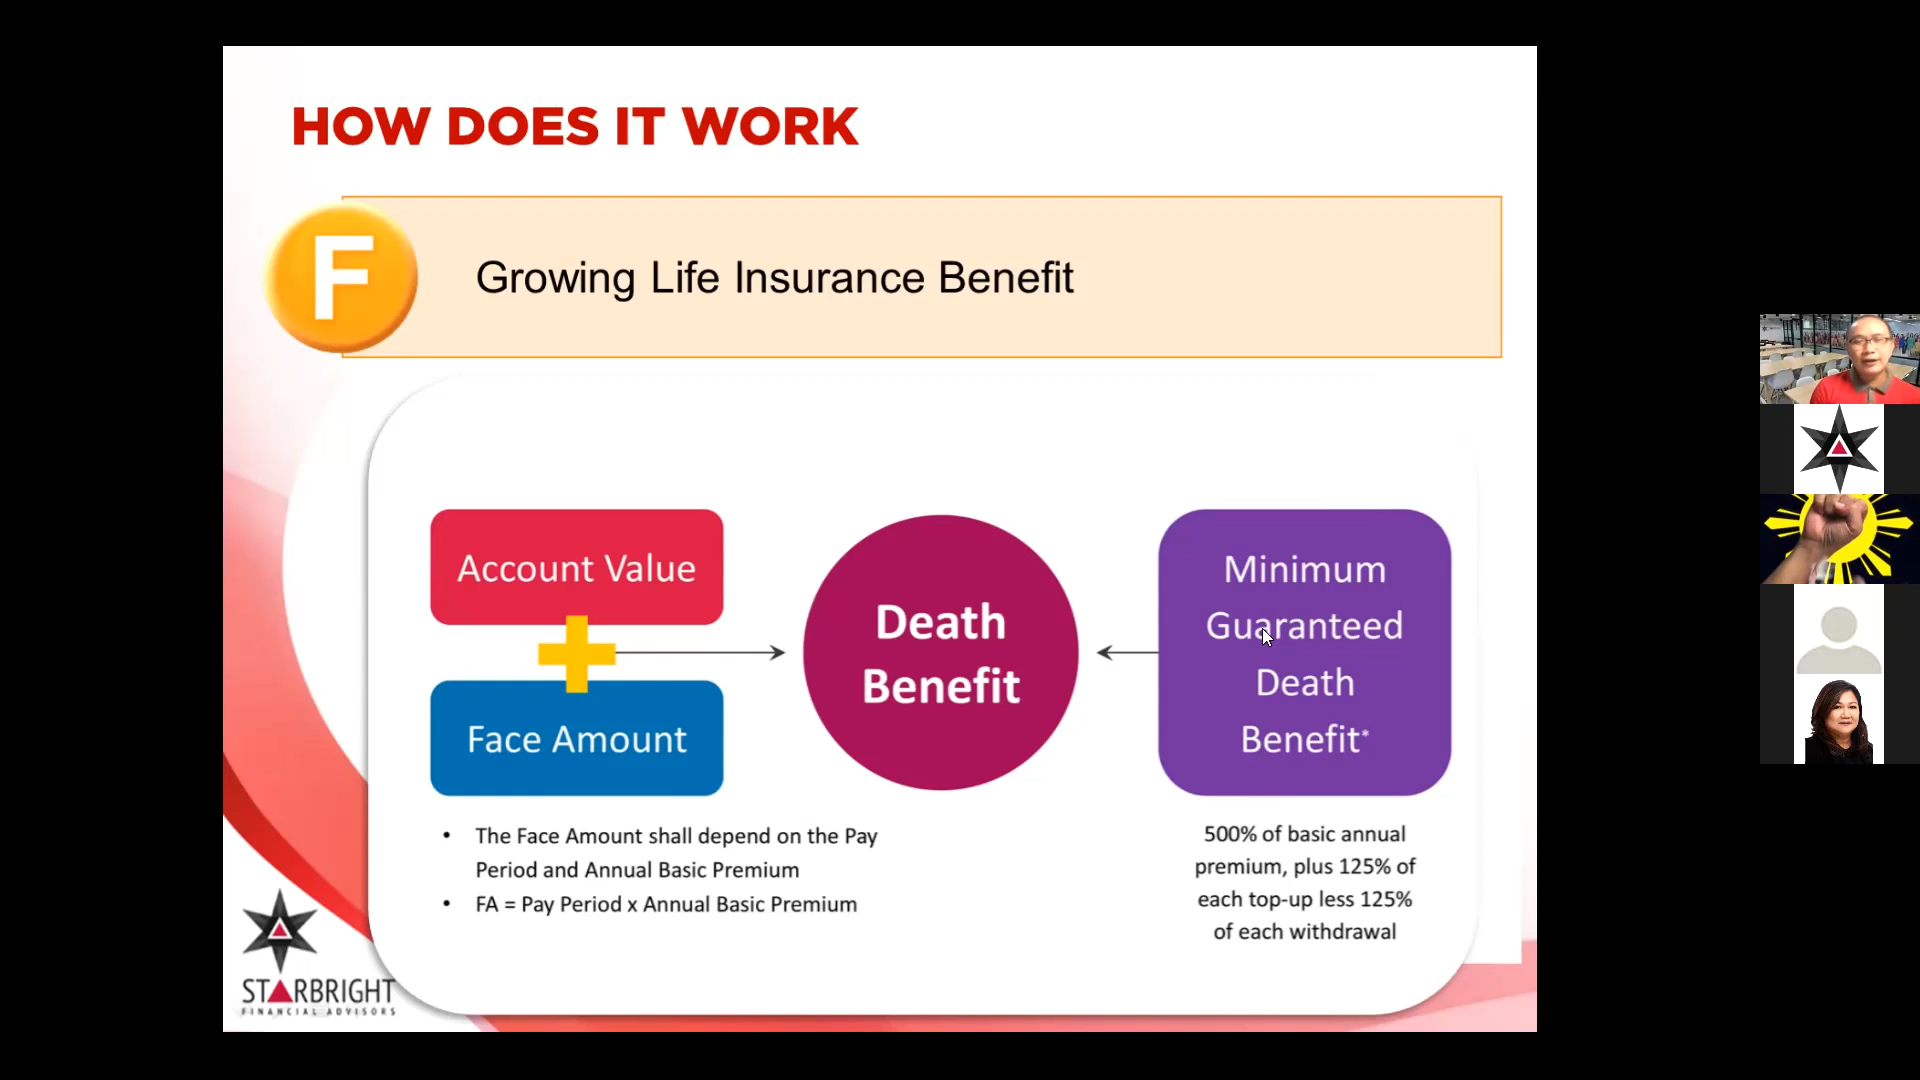 HOW DOES IT WORK
F
Growing Life Insurance Benefit
Account Value
Face Amount
Death
Benefit
Minimum
Guaranteed
Death
Benefit*
• The Face Amount shall depend on the Pay
Period and Annual Basic Premium
• FA = Pay Period x Annual Basic Premium
500% of basic annual
premium, plus 125% of
each top-up less 125%
of each withdrawal
STARBRIGHT
FINANCIAL ADVISORS